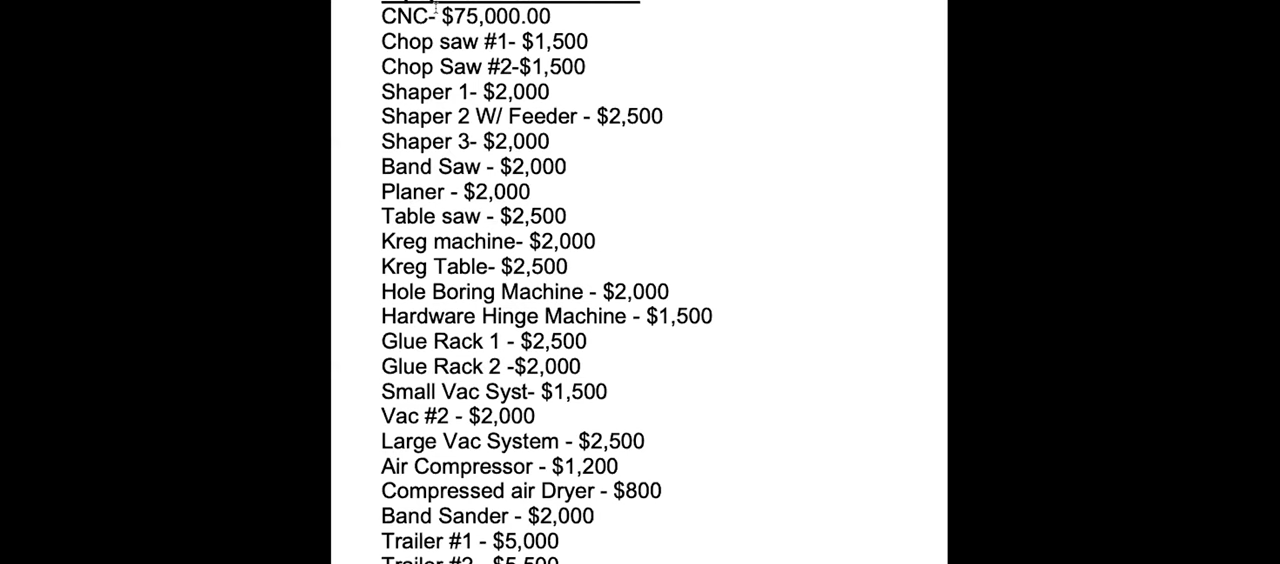 CNC- $75,000.00
Chop saw #1- $1,500
Chop Saw #2-$1,500
Shaper 1- $2,000
Shaper 2 W/ Feeder - $2,500
Shaper 3- $2,000
Band Saw - $2,000
Planer - $2,000
Table saw - $2,500
Kreg machine- $2,000
Kreg Table- $2,500
Hole Boring Machine - $2,000
Hardware Hinge Machine - $1,500
Glue Rack 1 - $2,500
Glue Rack 2 -$2,000
Small Vac Syst- $1,500
Vac #2 - $2,000
Large Vac System - $2,500
Air Compressor - $1,200
Compressed air Dryer - $800
Band Sander - $2,000
Trailer #1 - $5,000
Trailer #2 - $5,500